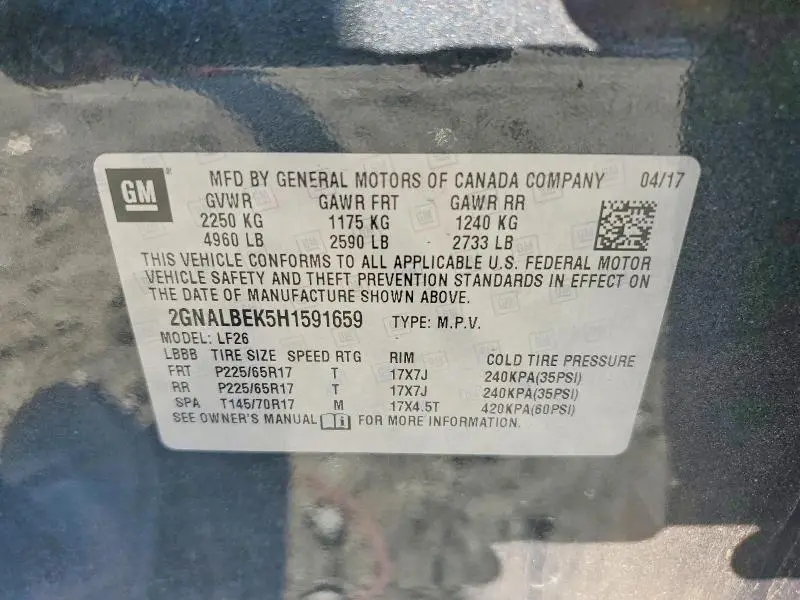 GM MFD BY GENERAL MOTORS OF CANADA COMPANY 04/17
GVWR GAWR FRT GAWR RR
2250 KG 1175 KG 1240 KG
4960 LB 2590 LB 2733 LB
THIS VEHICLE CONFORMS TO ALL APPLICABLE U.S. FEDERAL MOTOR
VEHICLE SAFETY AND THEFT PREVENTION STANDARDS IN EFFECT ON
THE DATE OF MANUFACTURE SHOWN ABOVE.
2GNALBEK5H1591659 TYPE: M.P.V.
MODEL: LF26
LBBB TIRE SIZE SPEED RTG RIM COLD TIRE PRESSURE
FRT P225/65R17 T 17X7J 240KPA(35PSI)
RR P225/65R17 T 17X7J 240KPA(35PSI)
SPA T145/70R17 M 17X4.5T 420KPA(60PSI)
SEE OWNER'S MANUAL FOR MORE INFORMATION.